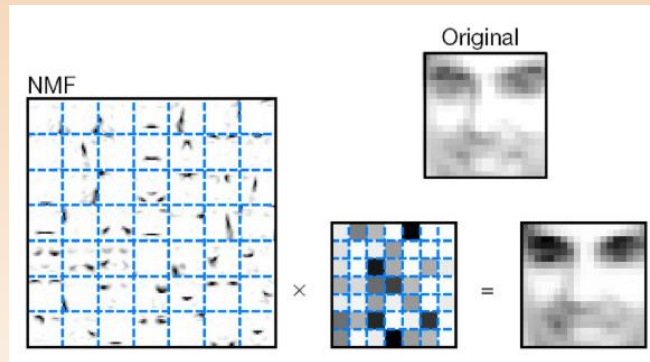 Original
NMF
×
=